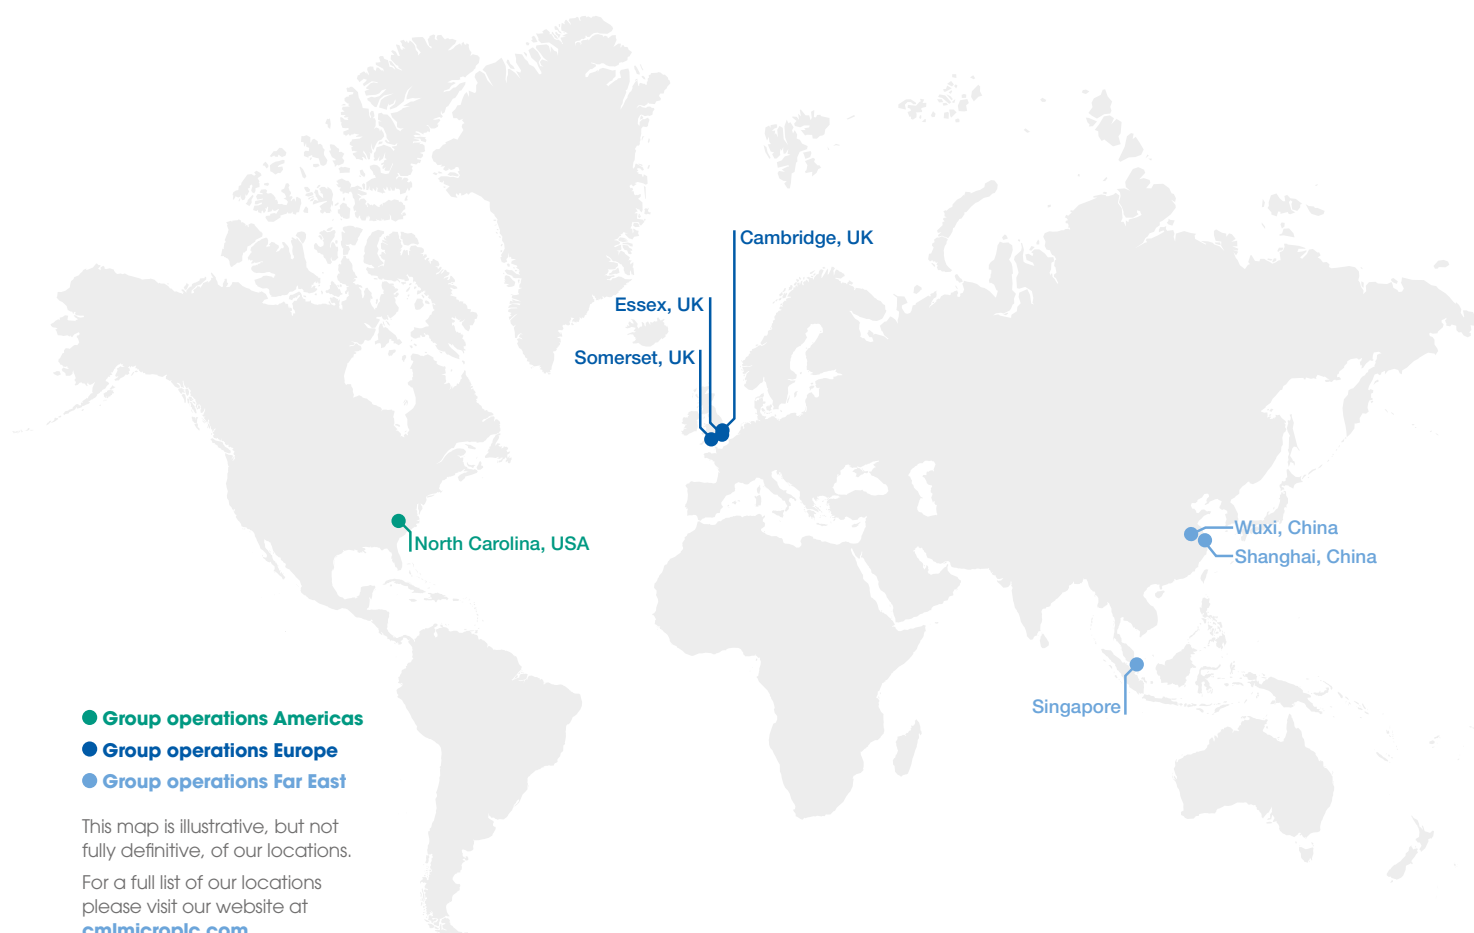 Cambridge, UK
Essex, UK
Somerset, UK
North Carolina, USA
Wuxi, China
Shanghai, China
Singapore
Group operations Americas
Group operations Europe
Group operations Far East
This map is illustrative, but not
fully definitive, of our locations.
For a full list of our locations
please visit our website at
cmlmicroplc.com